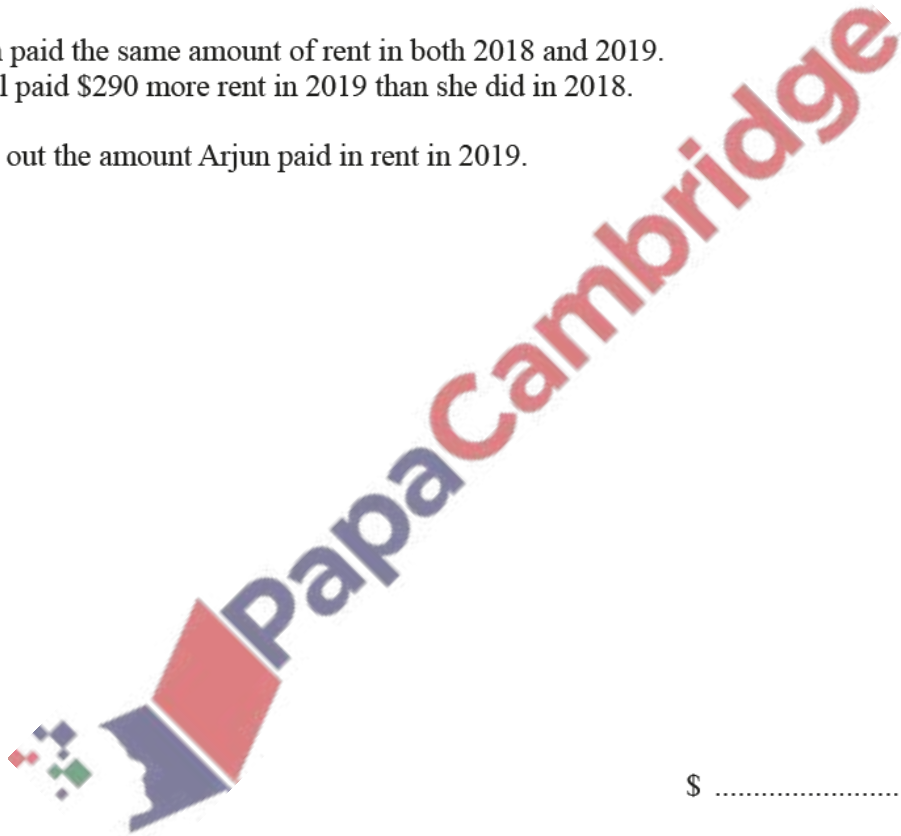 paid the same amount of rent in both 2018 and 2019.
paid $290 more rent in 2019 than she did in 2018.
out the amount Arjun paid in rent in 2019.
PapaCambridge
$ ........................